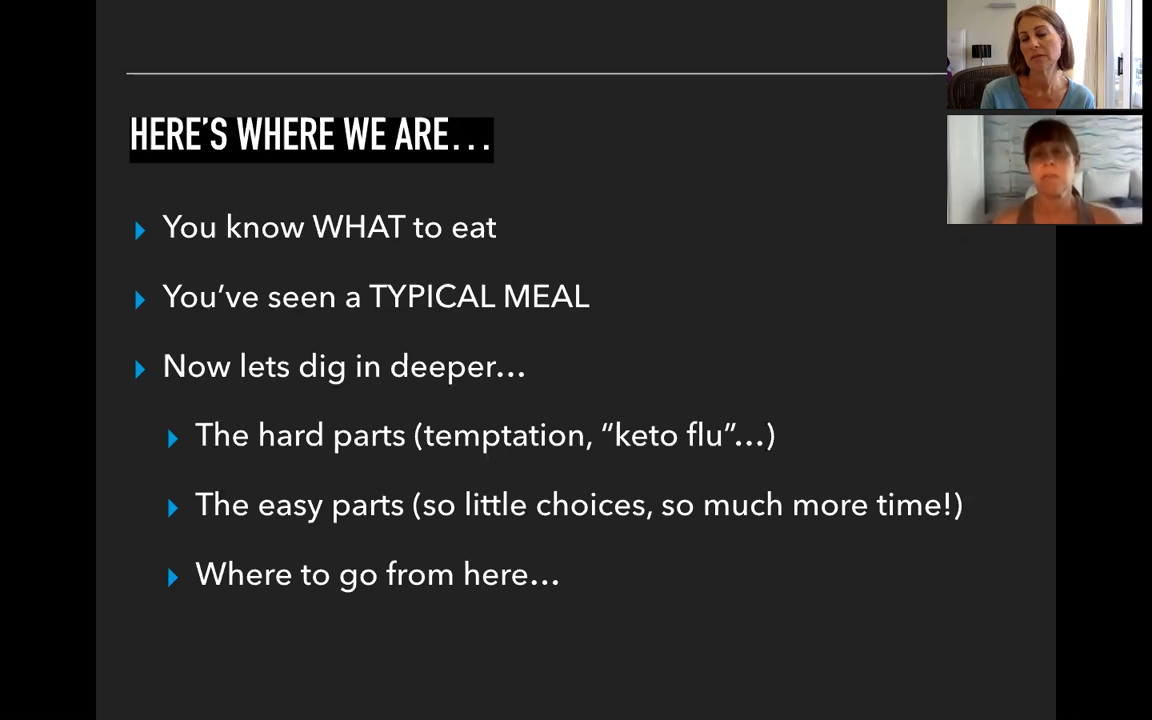 HERE'S WHERE WE ARE...
You know WHAT to eat
You've seen a TYPICAL MEAL
Now lets dig in deeper...
The hard parts (temptation, "keto flu"...)
The easy parts (so little choices, so much more time!)
Where to go from here...